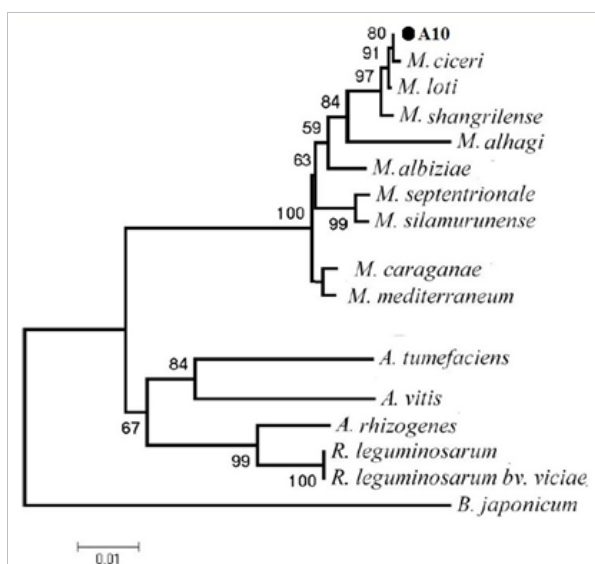 80 A10
91
M. ciceri
97
M. loti
84
M. shangrilense
59
M. alhagi
63
M. albiziae
M. septentrionale
100
99 M. silamurunense
M. caraganae
M. mediterraneum
84 A. tumefaciens
A. vitis
67
A. rhizogenes
99
R. leguminosarum
100 R. leguminosarum bv. viciae
B. japonicum
0.01